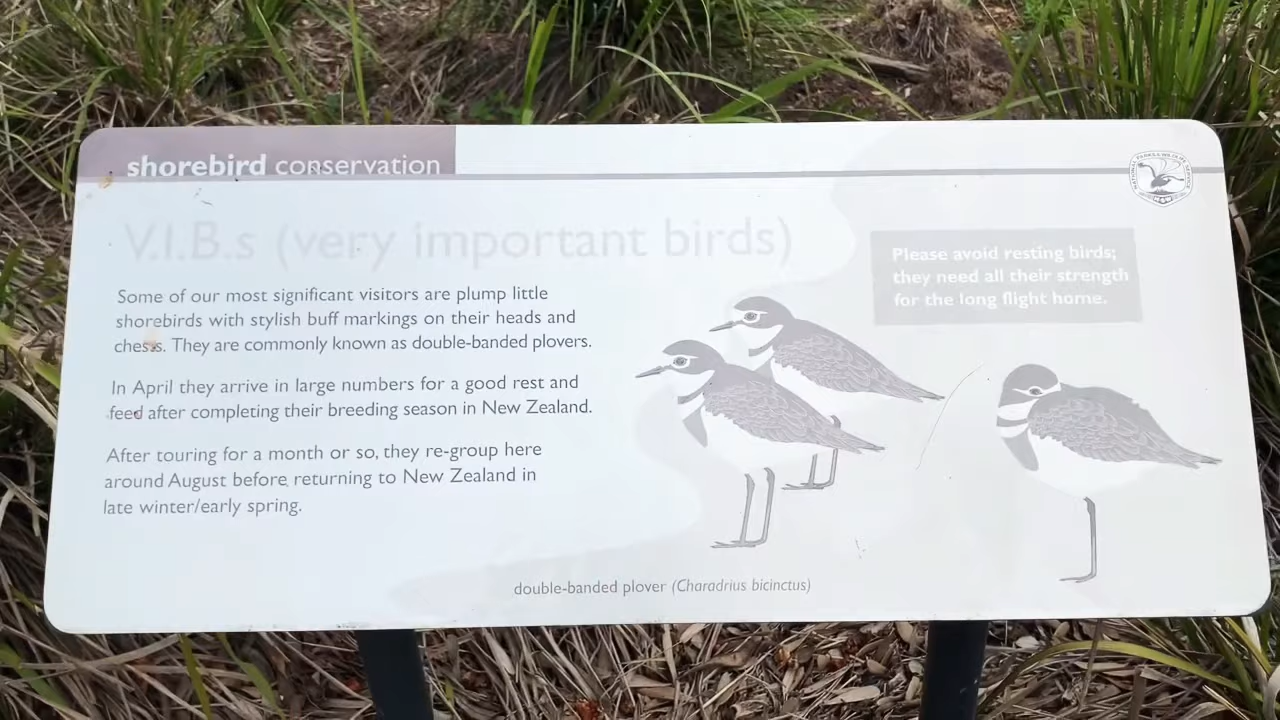 shorebird conservation
V.I.B.s (very important birds)
Please avoid resting birds;
they need all their strength
for the long flight home.
Some of our most significant visitors are plump little
shorebirds with stylish buff markings on their heads and
chests. They are commonly known as double-banded plovers.
In April they arrive in large numbers for a good rest and
feed after completing their breeding season in New Zealand.
After touring for a month or so, they re-group here
around August before returning to New Zealand in
late winter/early spring.
double-banded plover (Charadrius bicinctus)
NATIONAL PARKS & WILDLIFE SERVICE